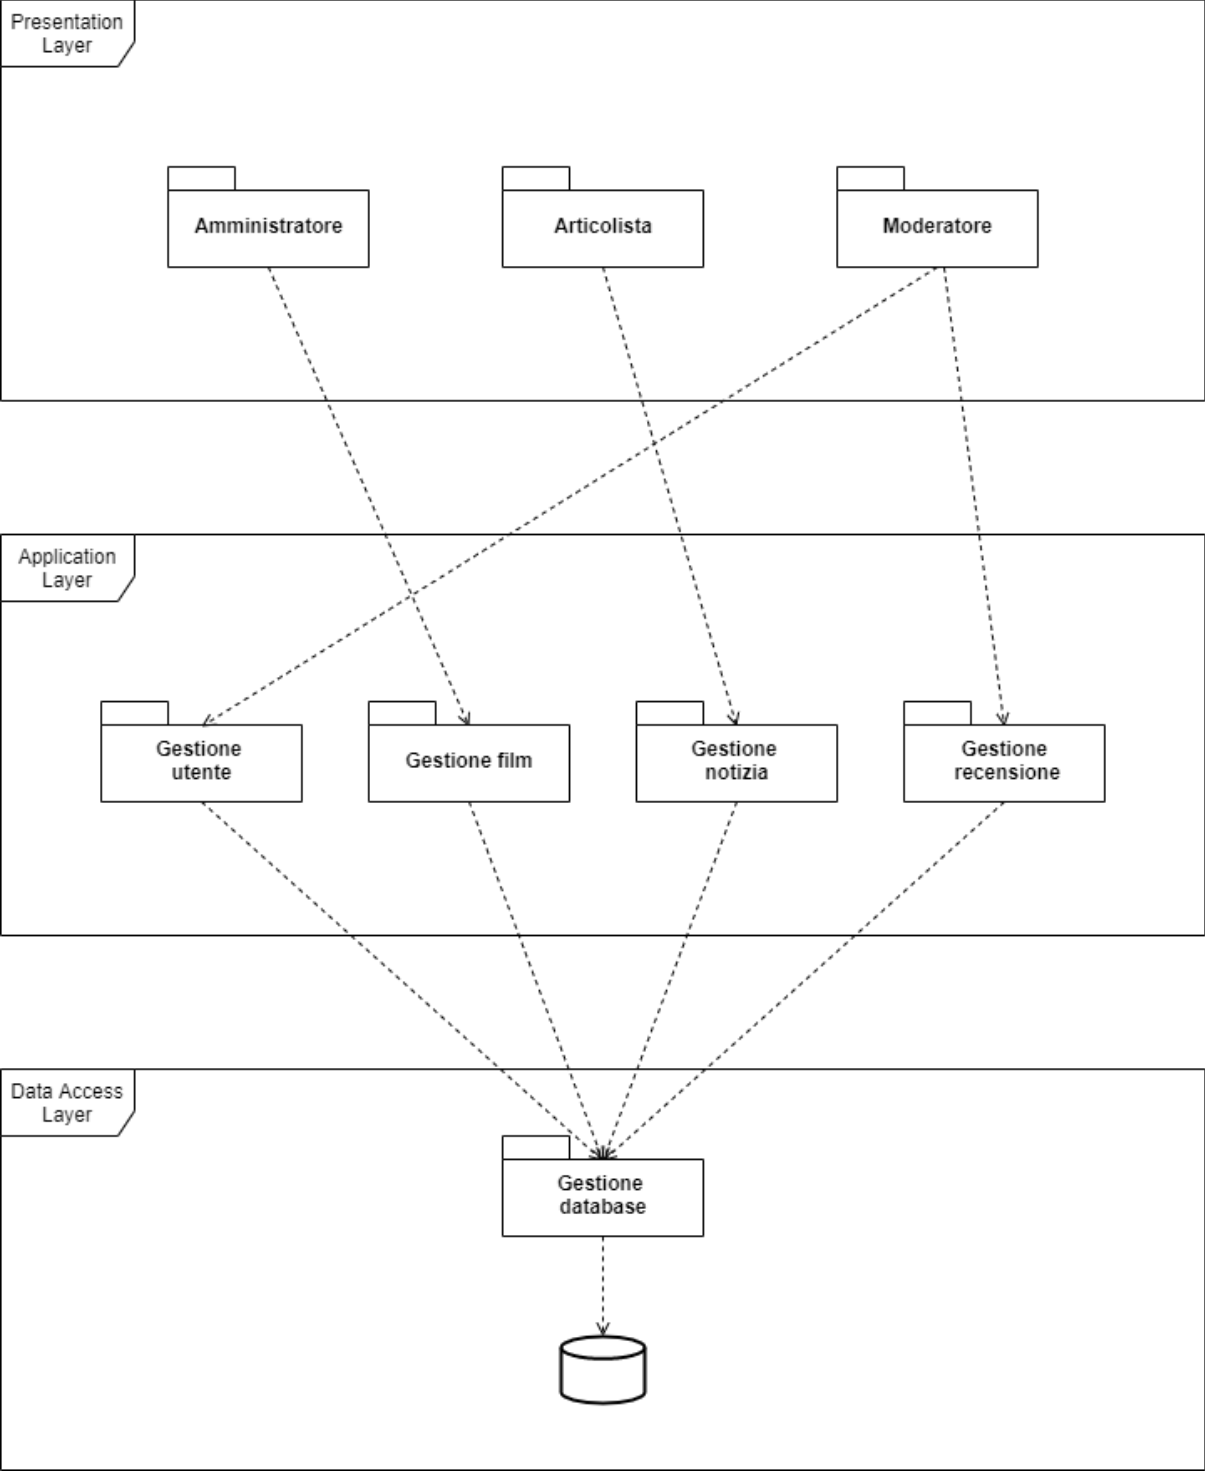 Presentation
Layer
Amministratore
Articolista
Moderatore
Application
Layer
Gestione
utente
Gestione film
Gestione
notizia
Gestione
recensione
Data Access
Layer
Gestione
database